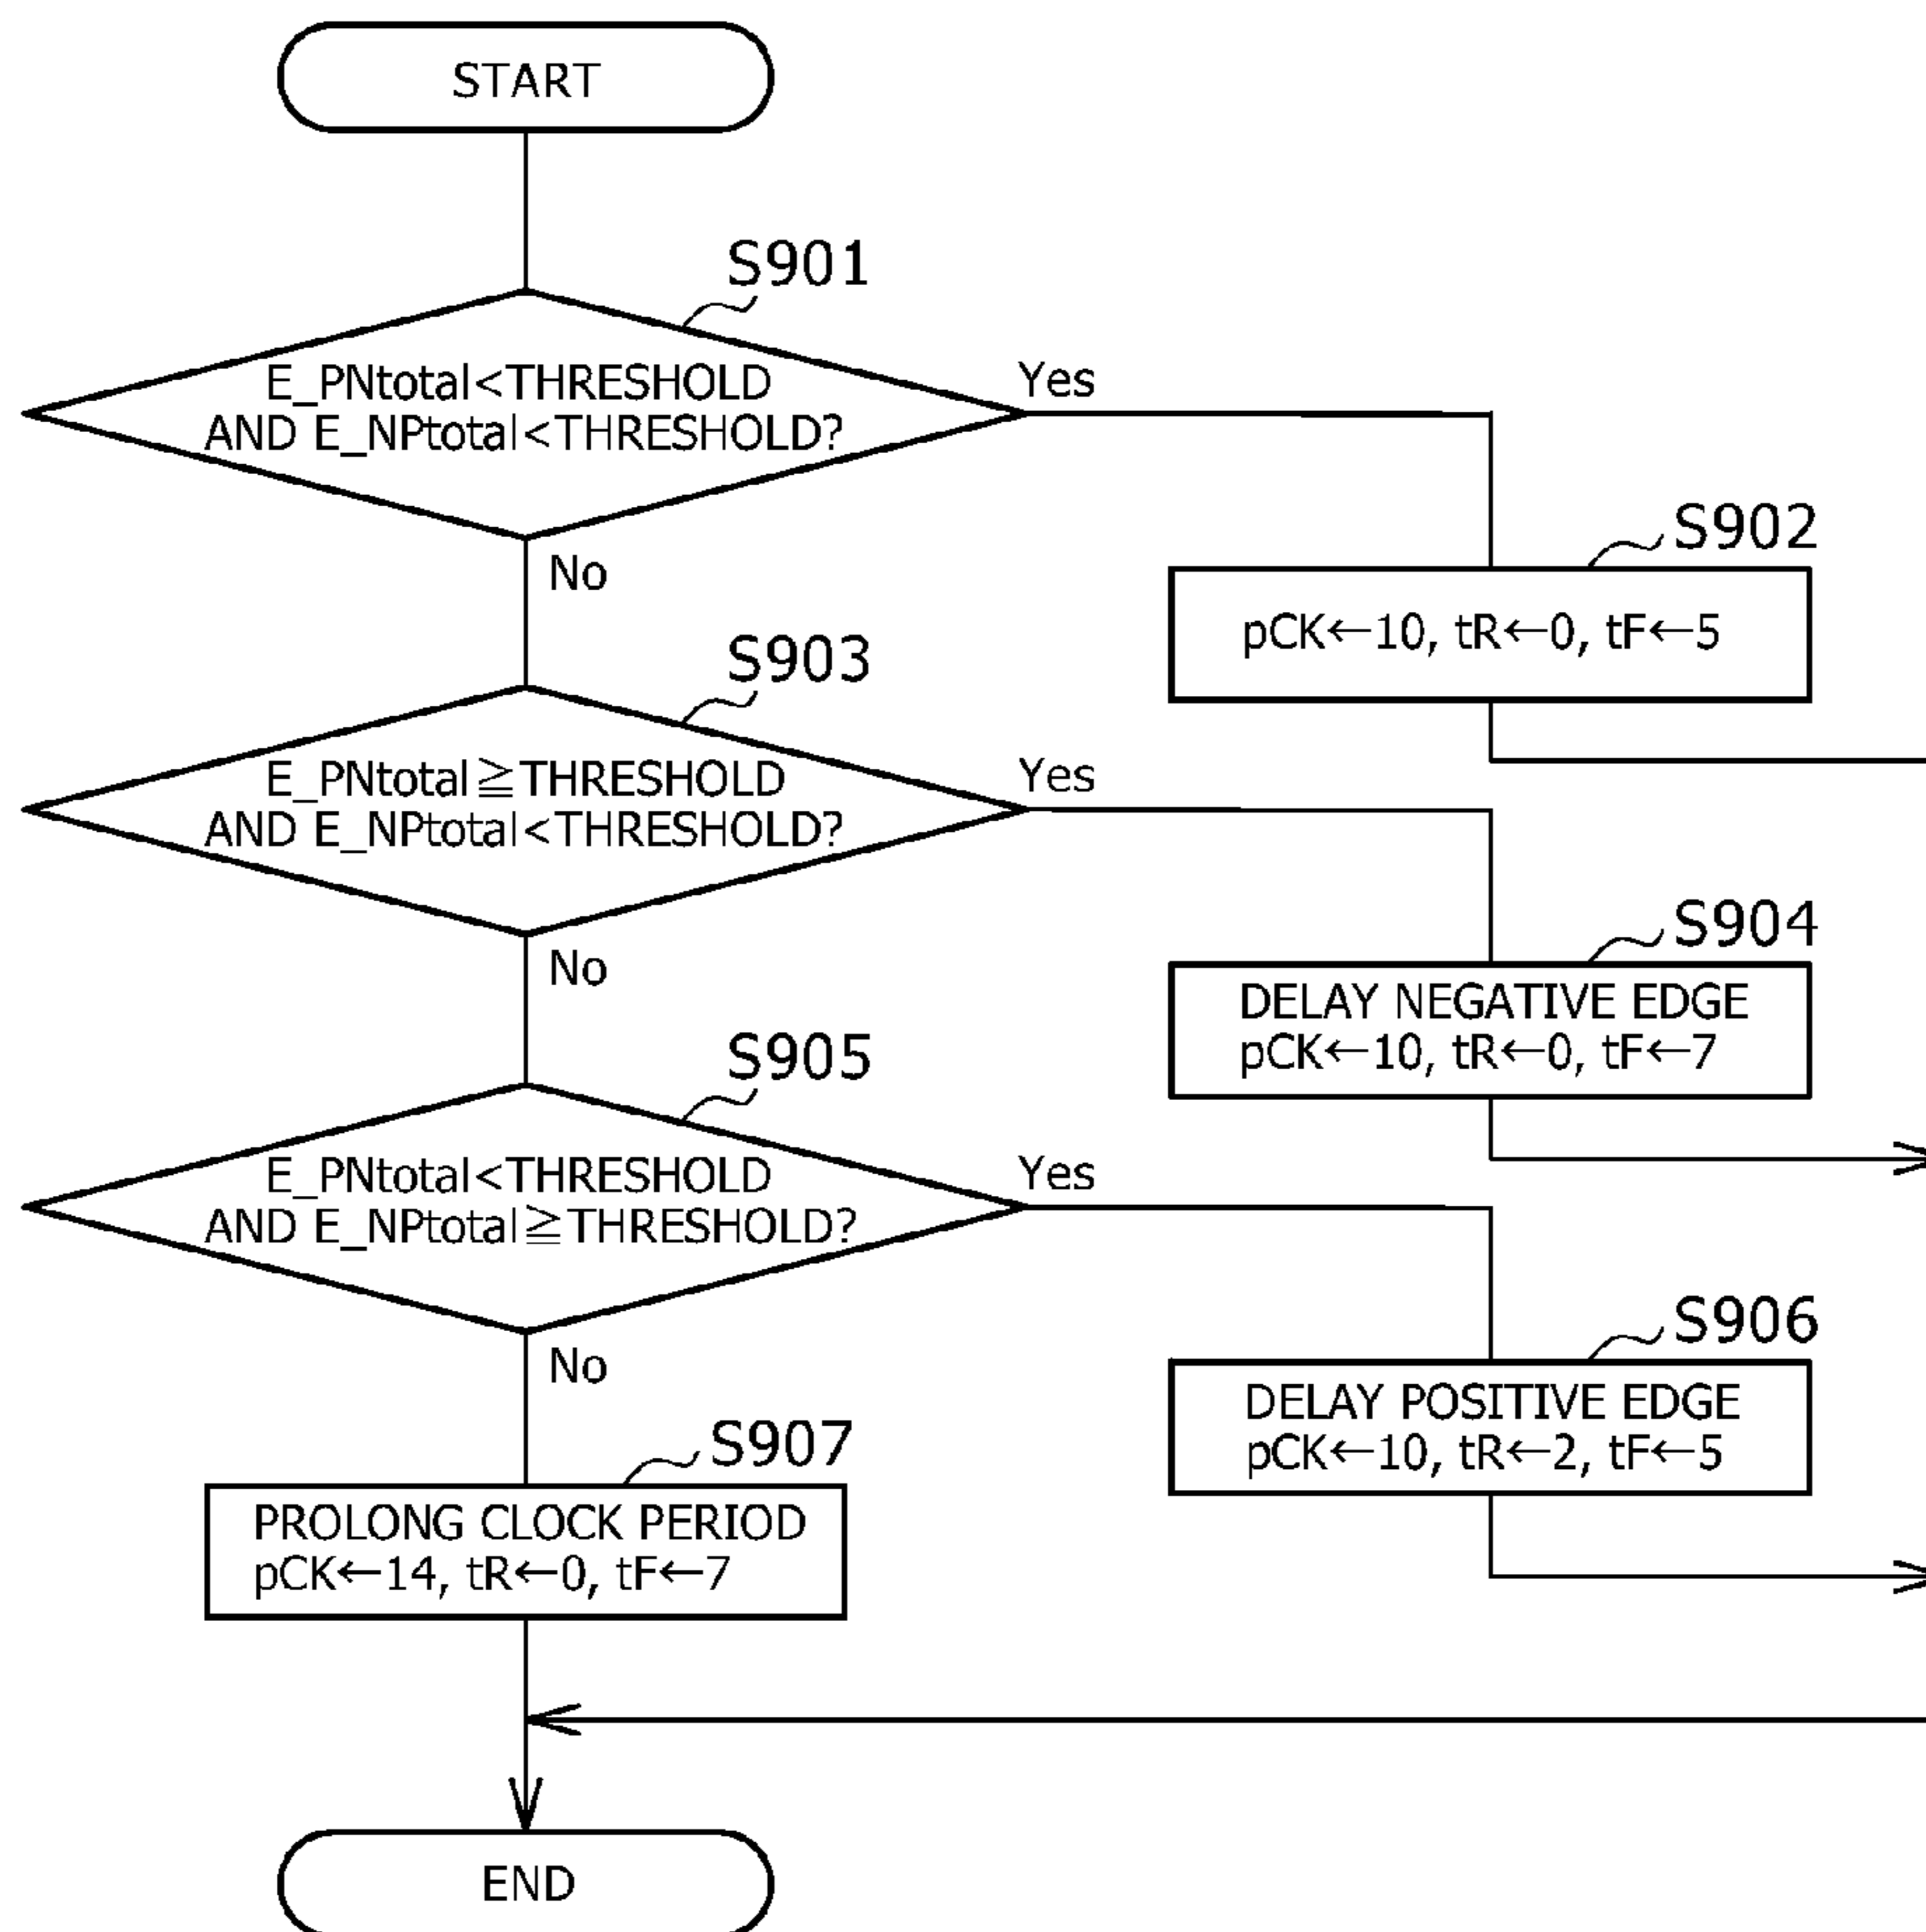 START
S901
E_PNtotal<THRESHOLD
AND E_NPtotal<THRESHOLD?
Yes
No
S902
pCK←10, tR←0, tF←5
S903
E_PNtotal≧THRESHOLD
AND E_NPtotal<THRESHOLD?
Yes
No
S904
DELAY NEGATIVE EDGE
pCK←10, tR←0, tF←7
S905
E_PNtotal<THRESHOLD
AND E_NPtotal≧THRESHOLD?
Yes
No
S906
DELAY POSITIVE EDGE
pCK←10, tR←2, tF←5
S907
PROLONG CLOCK PERIOD
pCK←14, tR←0, tF←7
END